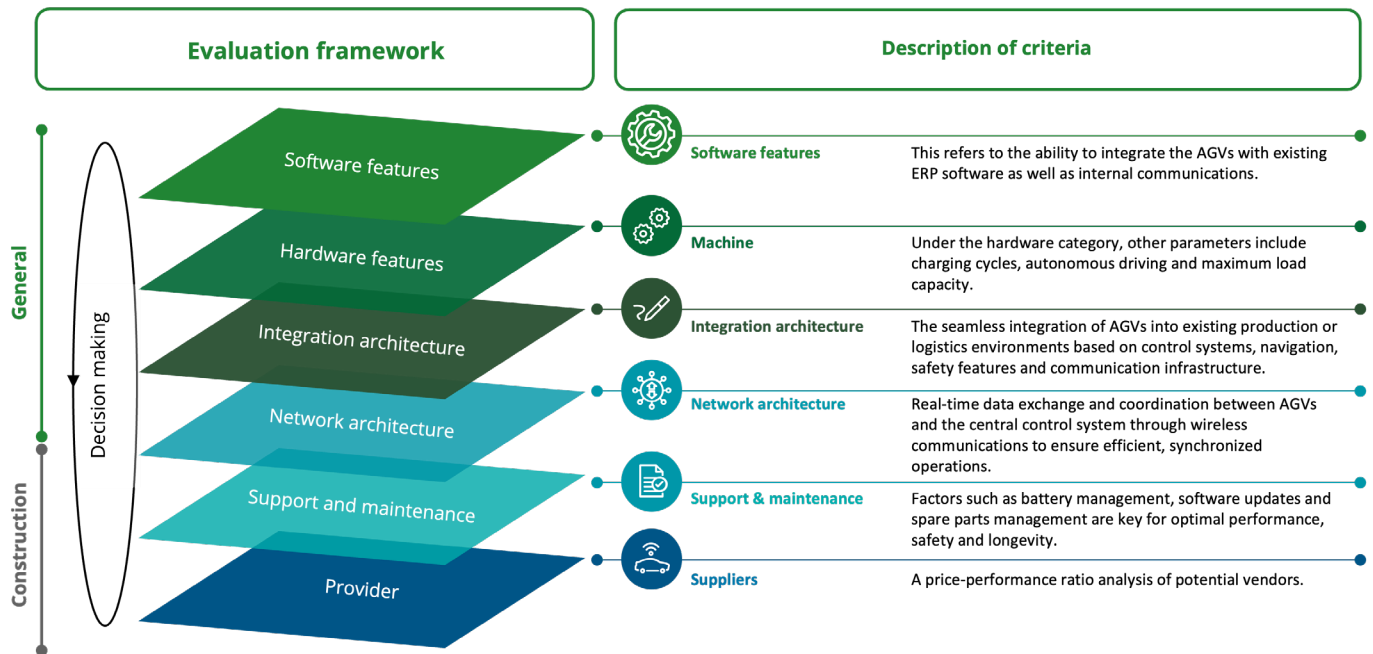 Evaluation framework
Description of criteria
General
Construction
Decision making
Software features
Hardware features
Integration architecture
Network architecture
Support and maintenance
Provider
Software features
This refers to the ability to integrate the AGVs with existing
ERP software as well as internal communications.
Machine
Under the hardware category, other parameters include
charging cycles, autonomous driving and maximum load
capacity.
Integration architecture
The seamless integration of AGVs into existing production or
logistics environments based on control systems, navigation,
safety features and communication infrastructure.
Network architecture
Real-time data exchange and coordination between AGVs
and the central control system through wireless
communications to ensure efficient, synchronized
operations.
Support & maintenance
Factors such as battery management, software updates and
spare parts management are key for optimal performance,
safety and longevity.
Suppliers
A price-performance ratio analysis of potential vendors.